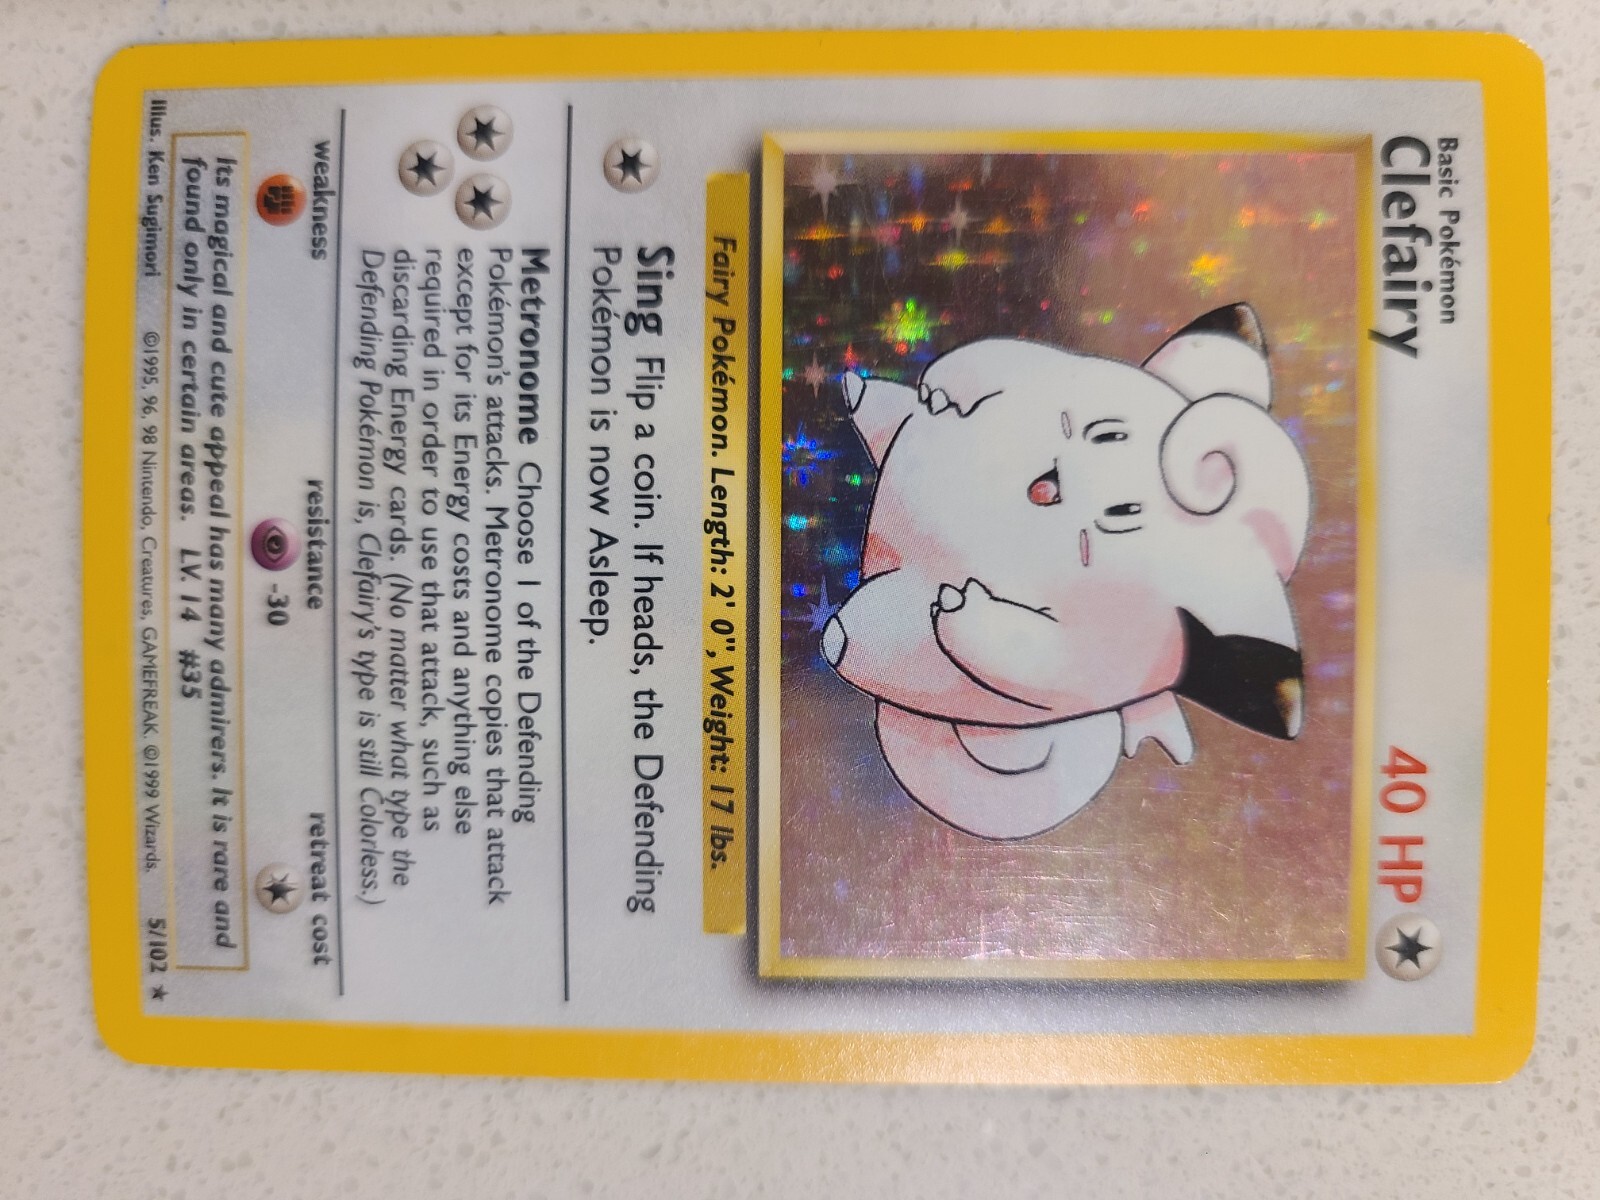 Basic Pokémon
Clefairy
40 HP
Fairy Pokémon. Length: 2' 0", Weight: 17 lbs.
Sing Flip a coin. If heads, the Defending
Pokémon is now Asleep.
Metronome Choose 1 of the Defending
Pokémon's attacks. Metronome copies that attack
except for its Energy costs and anything else
required in order to use that attack, such as
discarding Energy cards. (No matter what type the
Defending Pokémon is, Clefairy's type is still Colorless.)
weakness
resistance
-30
retreat cost
Its magical and cute appeal has many admirers. It is rare and
found only in certain areas. LV. 14 #35
Illus. Ken Sugimori ©1995, 96, 98 Nintendo, Creatures, GAMEFREAK. ©1999 Wizards. 5/102 ★